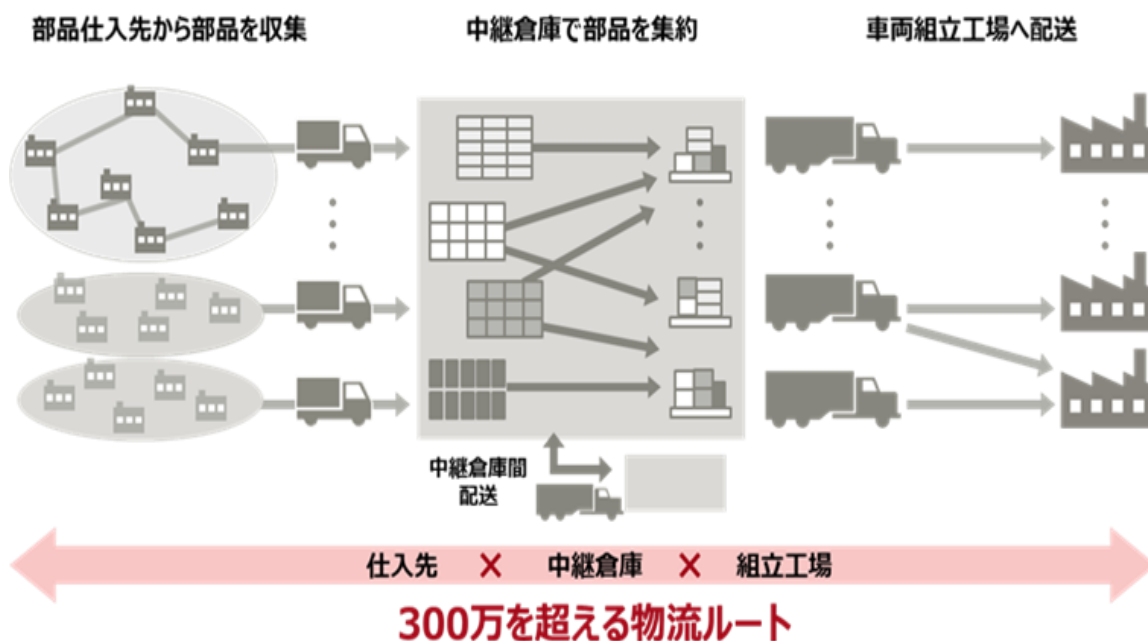 部品仕入先から部品を収集
中継倉庫で部品を集約
車両組立工場へ配送
中継倉庫間
配送
仕入先 × 中継倉庫 × 組立工場
300万を超える物流ルート